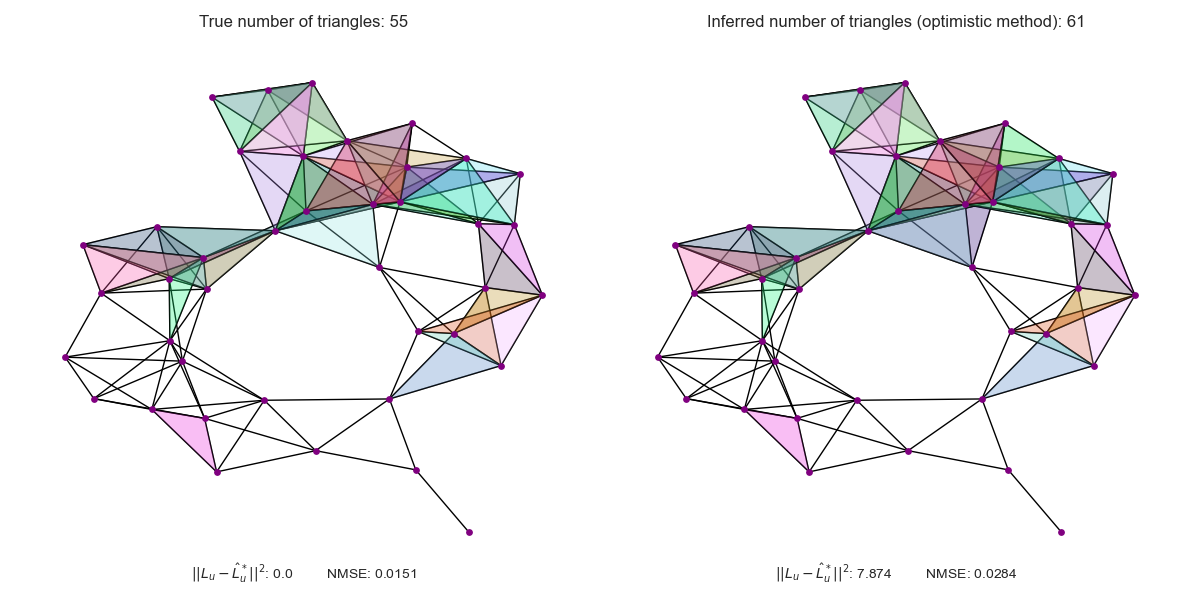 True number of triangles: 55
Inferred number of triangles (optimistic method): 61
$||L_u - \hat{L}_u^*||^2$: 0.0 NMSE: 0.0151
$||L_u - \hat{L}_u^*||^2$: 7.874 NMSE: 0.0284